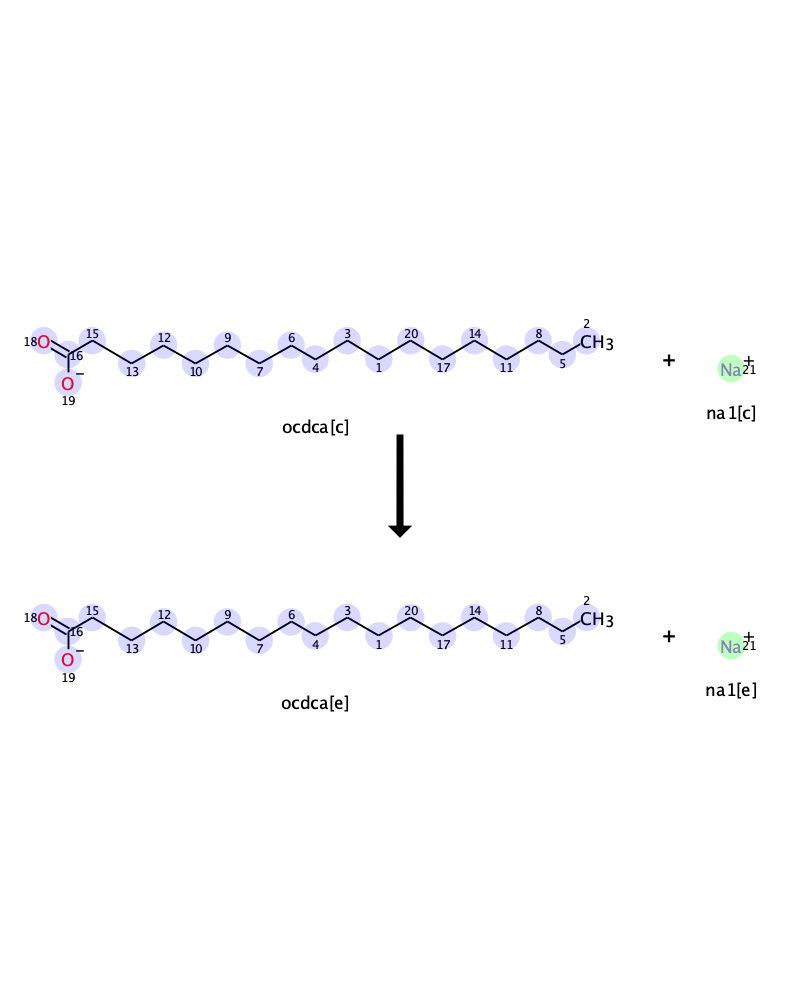 2
15 12 9 6 3 20 14 8
18 O CH3 +
16 + Na 21
13 10 7 4 1 17 11 5
O −
19
na1[c]
ocdca[c]
2
15 12 9 6 3 20 14 8
18 O CH3 +
16 + Na 21
13 10 7 4 1 17 11 5
O −
19
na1[e]
ocdca[e]